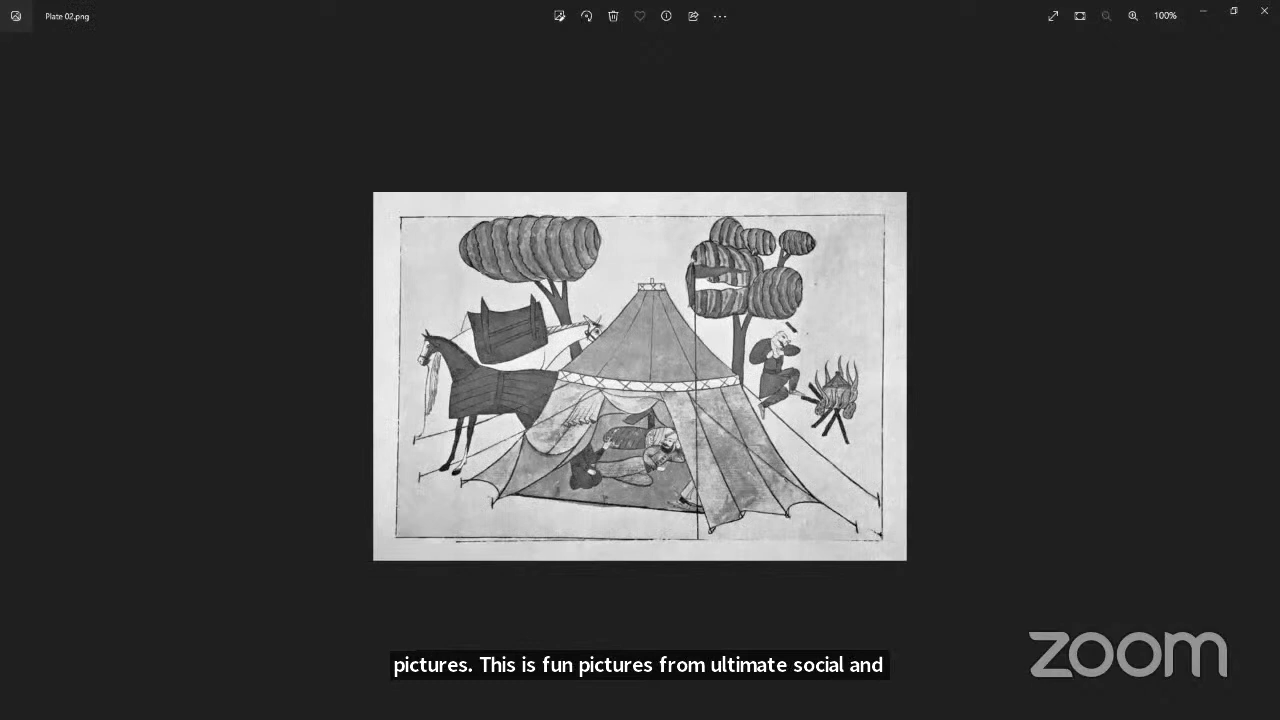 Plate 02.png
100%
pictures. This is fun pictures from ultimate social and
zoom